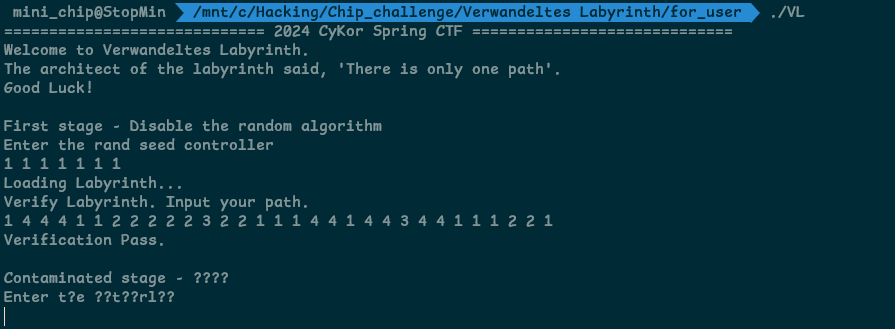 mini_chip@StopMin /mnt/c/Hacking/Chip_challenge/Verwandeltes Labyrinth/for_user ./VL
============================ 2024 CyKor Spring CTF ============================
Welcome to Verwandeltes Labyrinth.
The architect of the labyrinth said, 'There is only one path'.
Good Luck!
First stage - Disable the random algorithm
Enter the rand seed controller
1 1 1 1 1 1 1
Loading Labyrinth...
Verify Labyrinth. Input your path.
1 4 4 4 1 1 2 2 2 2 2 3 2 2 1 1 1 4 4 1 4 4 3 4 4 1 1 1 2 2 1
Verification Pass.
Contaminated stage - ????
Enter t?e ??t??rl??